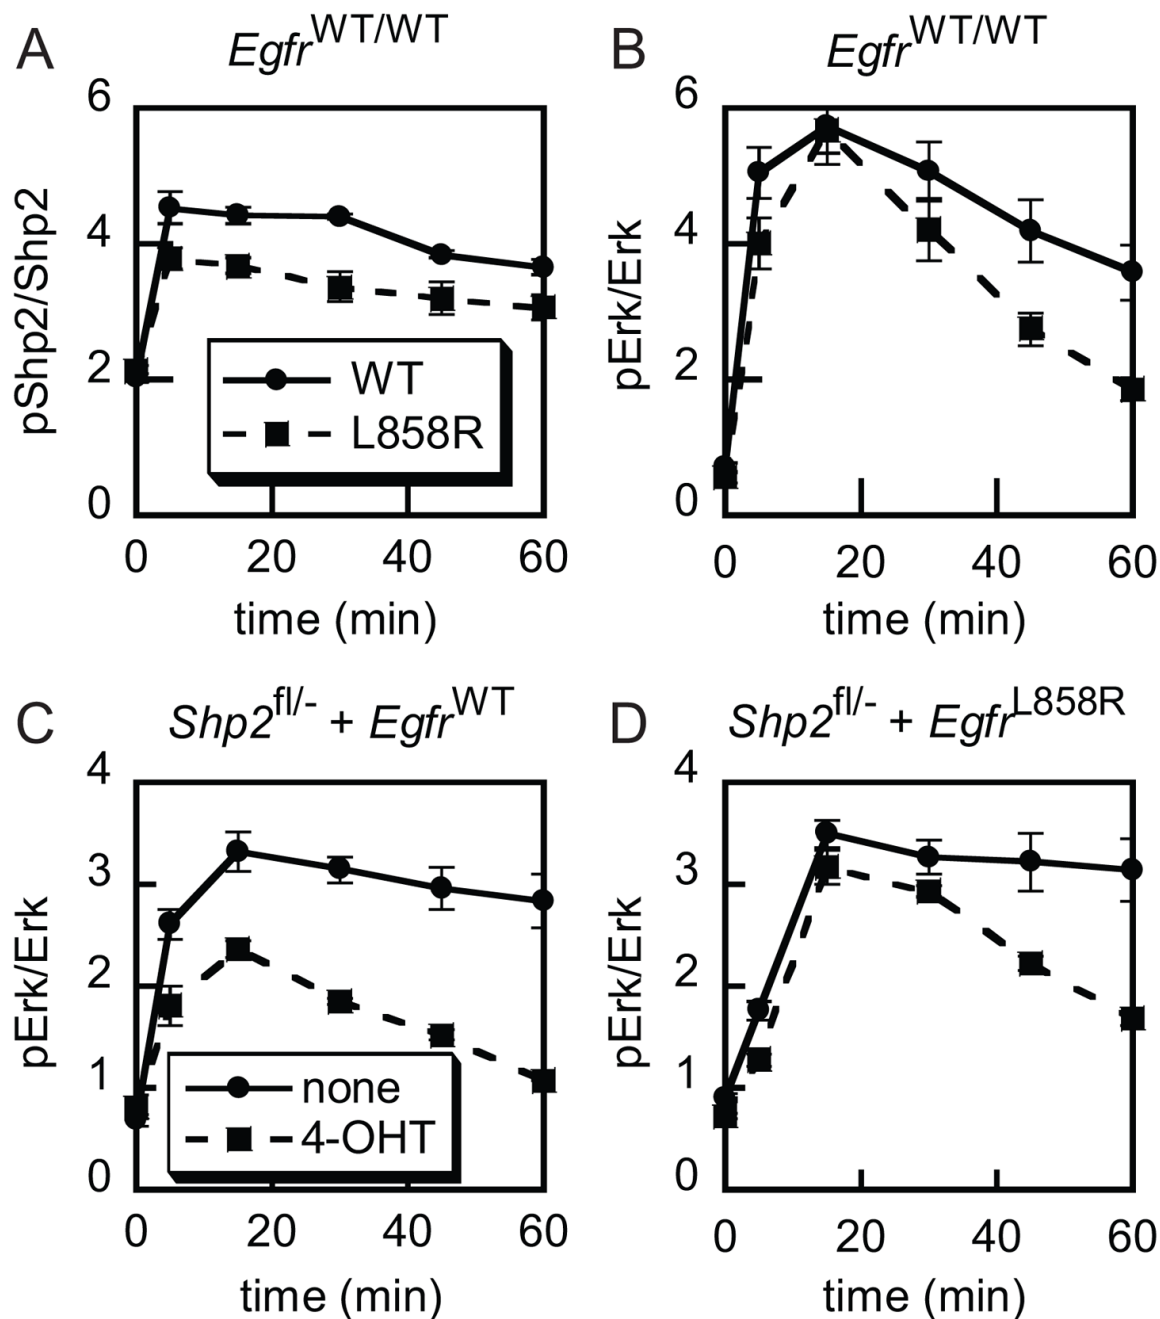 A
Egfr^WT/WT
6
4
2
0
pShp2/Shp2
WT
L858R
0 20 40 60
time (min)
B
Egfr^WT/WT
6
4
2
0
pErk/Erk
0 20 40 60
time (min)
C
Shp2^fl/- + Egfr^WT
4
3
2
1
0
pErk/Erk
none
4-OHT
0 20 40 60
time (min)
D
Shp2^fl/- + Egfr^L858R
4
3
2
1
0
pErk/Erk
0 20 40 60
time (min)